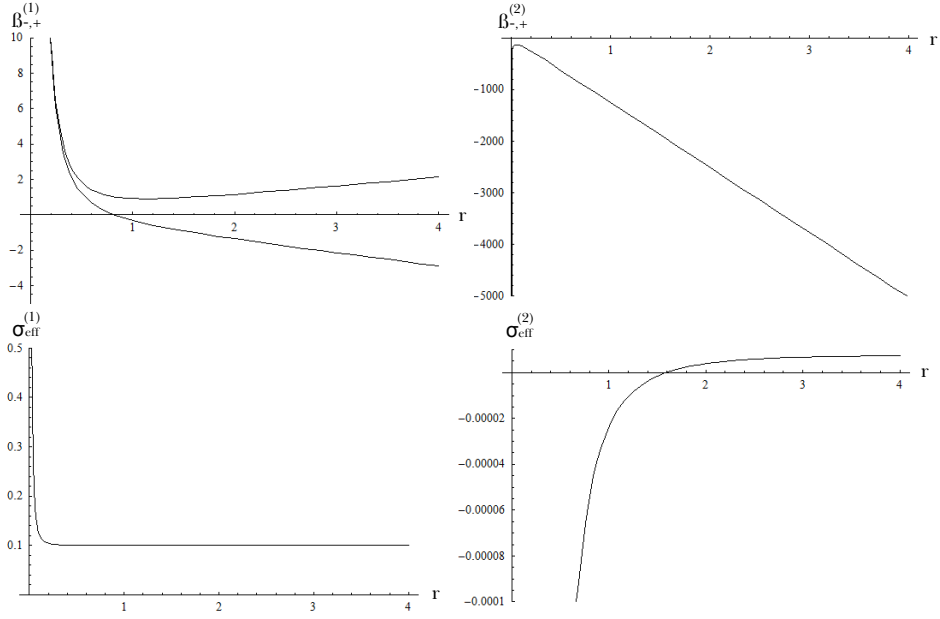 ß-,+(1)
10
8
6
4
2
-2
-4
1 2 3 4 r
ß-,+(2)
1 2 3 4 r
-1000
-2000
-3000
-4000
-5000
σeff(1)
0.5
0.4
0.3
0.2
0.1
1 2 3 4 r
σeff(2)
1 2 3 4 r
-0.00002
-0.00004
-0.00006
-0.00008
-0.0001